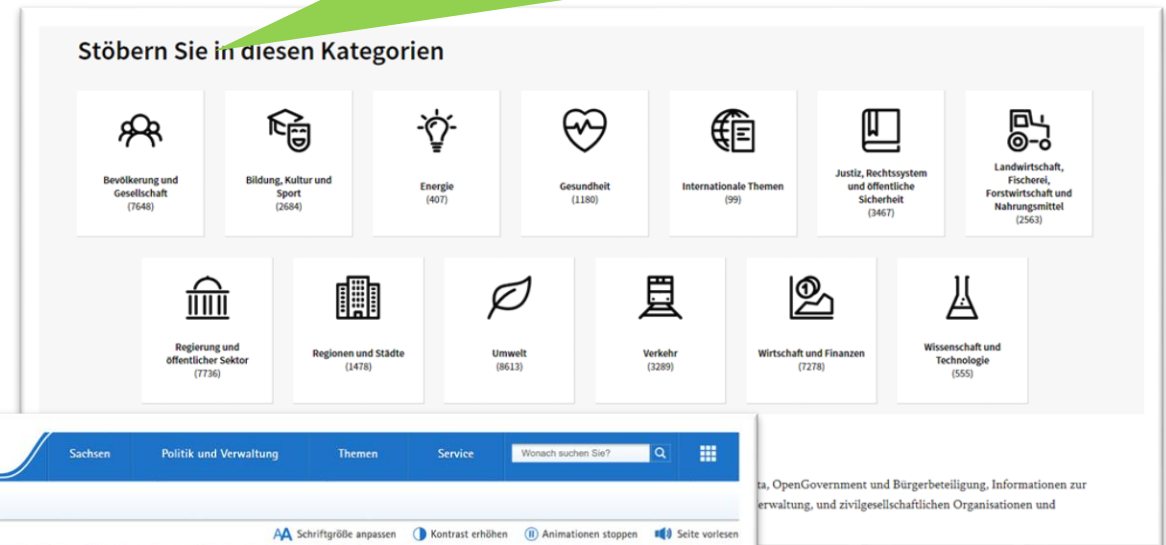 Stöbern Sie in diesen Kategorien
Bevölkerung und
Gesellschaft
(7648)
Bildung, Kultur und
Sport
(2684)
Energie
(407)
Gesundheit
(1180)
Internationale Themen
(99)
Justiz, Rechtssystem
und öffentliche
Sicherheit
(3467)
Landwirtschaft,
Fischerei,
Forstwirtschaft und
Nahrungsmittel
(2563)
Regierung und
öffentlicher Sektor
(7736)
Regionen und Städte
(1478)
Umwelt
(8613)
Verkehr
(3289)
Wirtschaft und Finanzen
(7278)
Wissenschaft und
Technologie
(555)
Sachsen Politik und Verwaltung Themen Service Wonach suchen Sie?
ta, OpenGovernment und Bürgerbeteiligung, Informationen zur
erwaltung, und zivilgesellschaftlichen Organisationen und
AA Schriftgröße anpassen Kontrast erhöhen Animationen stoppen Seite vorlesen